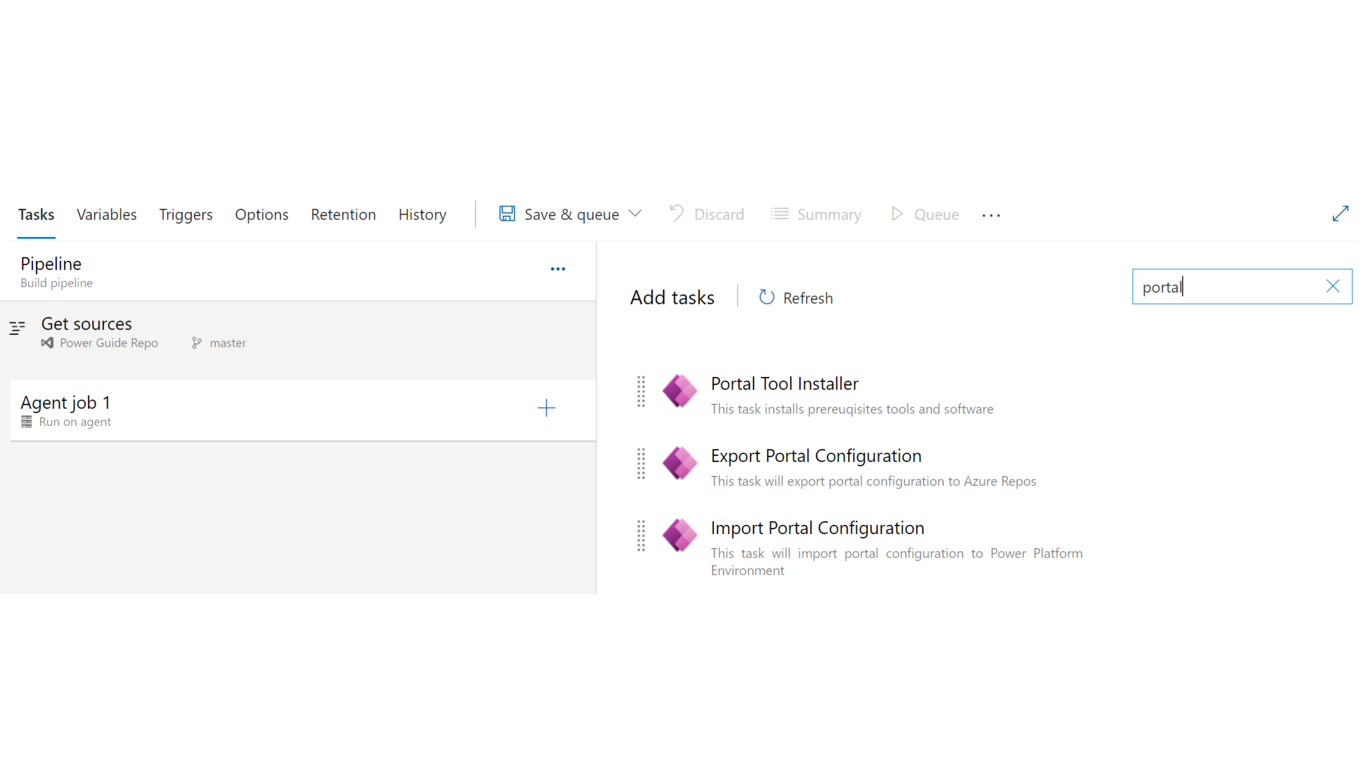 Tasks Variables Triggers Options Retention History Save & queue Discard Summary Queue ...
Pipeline
Build pipeline
Get sources
Power Guide Repo master
Agent job 1
Run on agent
Add tasks Refresh portal
Portal Tool Installer
This task installs prereuqisites tools and software
Export Portal Configuration
This task will export portal configuration to Azure Repos
Import Portal Configuration
This task will import portal configuration to Power Platform
Environment